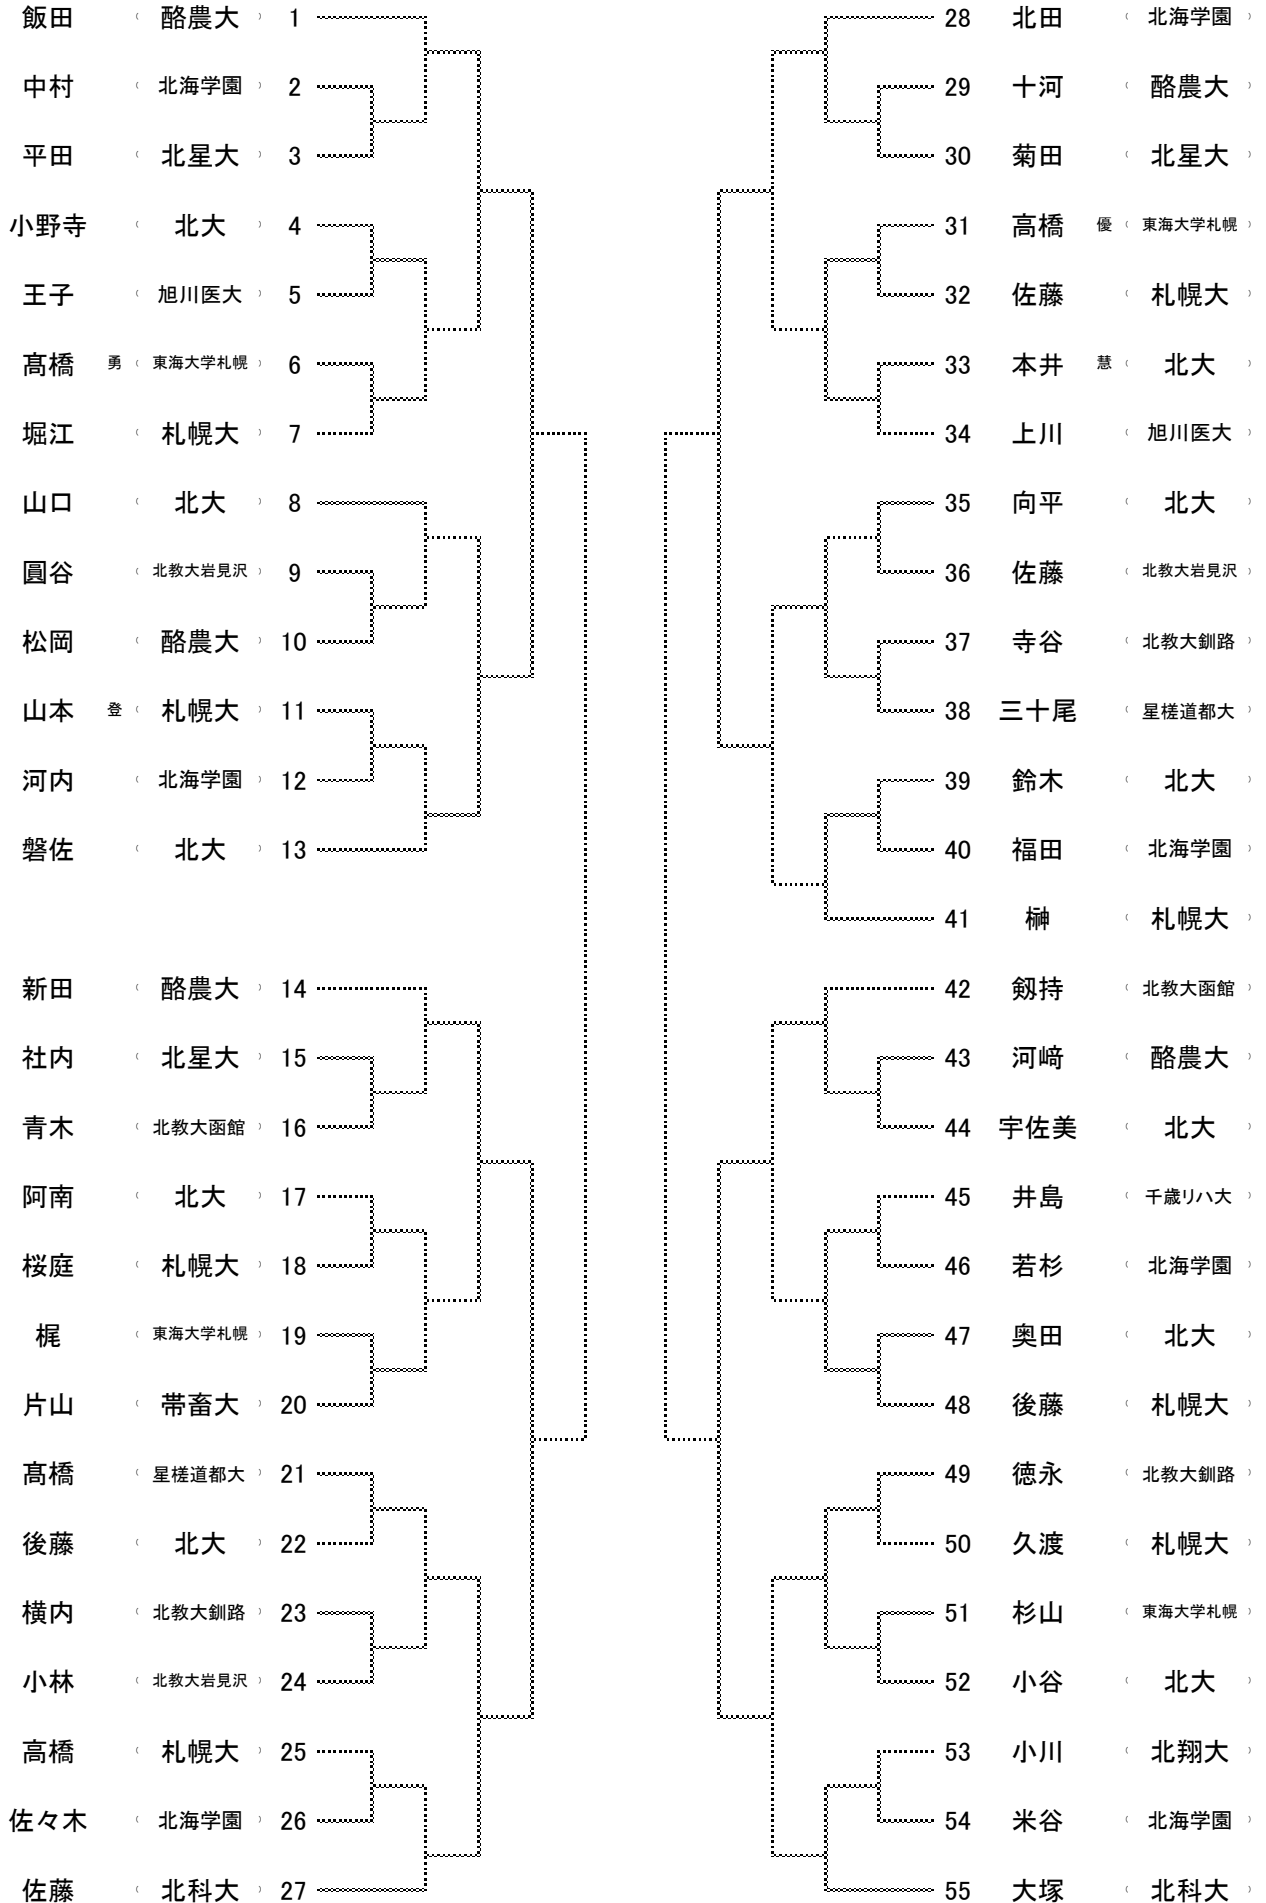 飯田 酪農大 1
中村 （ 北海学園 ） 2
平田 （ 北星大 ） 3
小野寺 （ 北大 ） 4
王子 （ 旭川医大 ） 5
髙橋 勇 （ 東海大学札幌 ） 6
堀江 （ 札幌大 ） 7
山口 （ 北大 ） 8
圓谷 （ 北教大岩見沢 ） 9
松岡 （ 酪農大 ） 10
山本 登 （ 札幌大 ） 11
河内 （ 北海学園 ） 12
磐佐 （ 北大 ） 13
新田 （ 酪農大 ） 14
社内 （ 北星大 ） 15
青木 （ 北教大函館 ） 16
阿南 （ 北大 ） 17
桜庭 （ 札幌大 ） 18
梶 （ 東海大学札幌 ） 19
片山 （ 帯畜大 ） 20
髙橋 （ 星槎道都大 ） 21
後藤 （ 北大 ） 22
横内 （ 北教大釧路 ） 23
小林 （ 北教大岩見沢 ） 24
高橋 （ 札幌大 ） 25
佐々木 （ 北海学園 ） 26
佐藤 （ 北科大 ） 27
28 北田 （ 北海学園 ）
29 十河 （ 酪農大 ）
30 菊田 （ 北星大 ）
31 高橋 優 （ 東海大学札幌 ）
32 佐藤 （ 札幌大 ）
33 本井 慧 （ 北大 ）
34 上川 （ 旭川医大 ）
35 向平 （ 北大 ）
36 佐藤 （ 北教大岩見沢 ）
37 寺谷 （ 北教大釧路 ）
38 三十尾 （ 星槎道都大 ）
39 鈴木 （ 北大 ）
40 福田 （ 北海学園 ）
41 榊 （ 札幌大 ）
42 剱持 （ 北教大函館 ）
43 河﨑 （ 酪農大 ）
44 宇佐美 （ 北大 ）
45 井島 （ 千歳リハ大 ）
46 若杉 （ 北海学園 ）
47 奥田 （ 北大 ）
48 後藤 （ 札幌大 ）
49 徳永 （ 北教大釧路 ）
50 久渡 （ 札幌大 ）
51 杉山 （ 東海大学札幌 ）
52 小谷 （ 北大 ）
53 小川 （ 北翔大 ）
54 米谷 （ 北海学園 ）
55 大塚 （ 北科大 ）